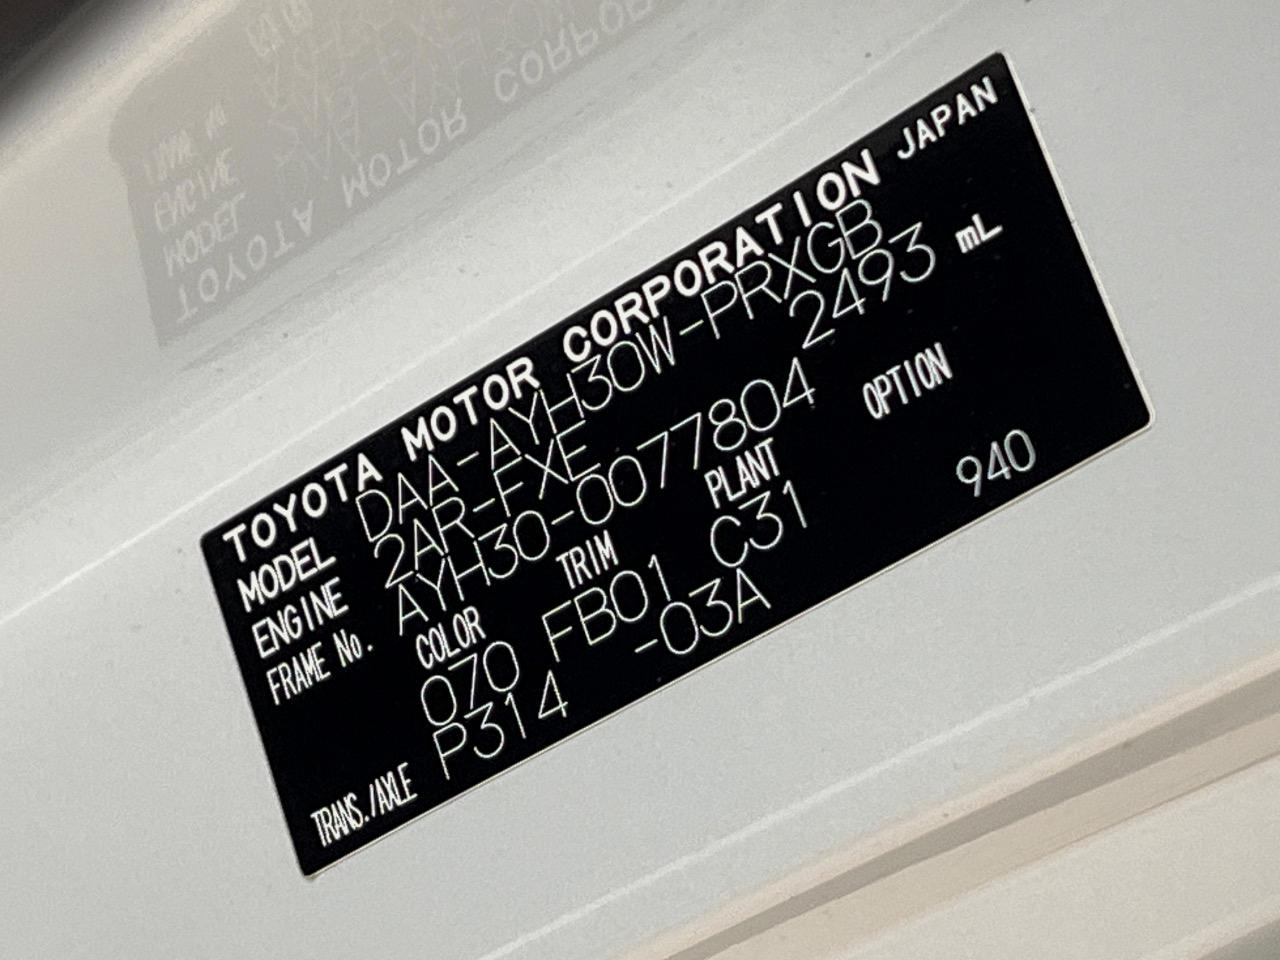 TOYOTA MOTOR CORPORATION JAPAN
MODEL DAA-AYH30W-PRXGB
ENGINE 2AR-FXE 2493 mL
FRAME No. AYH30-0077804
COLOR TRIM PLANT OPTION
070 FB01 C31 940
TRANS./AXLE P314 -03A